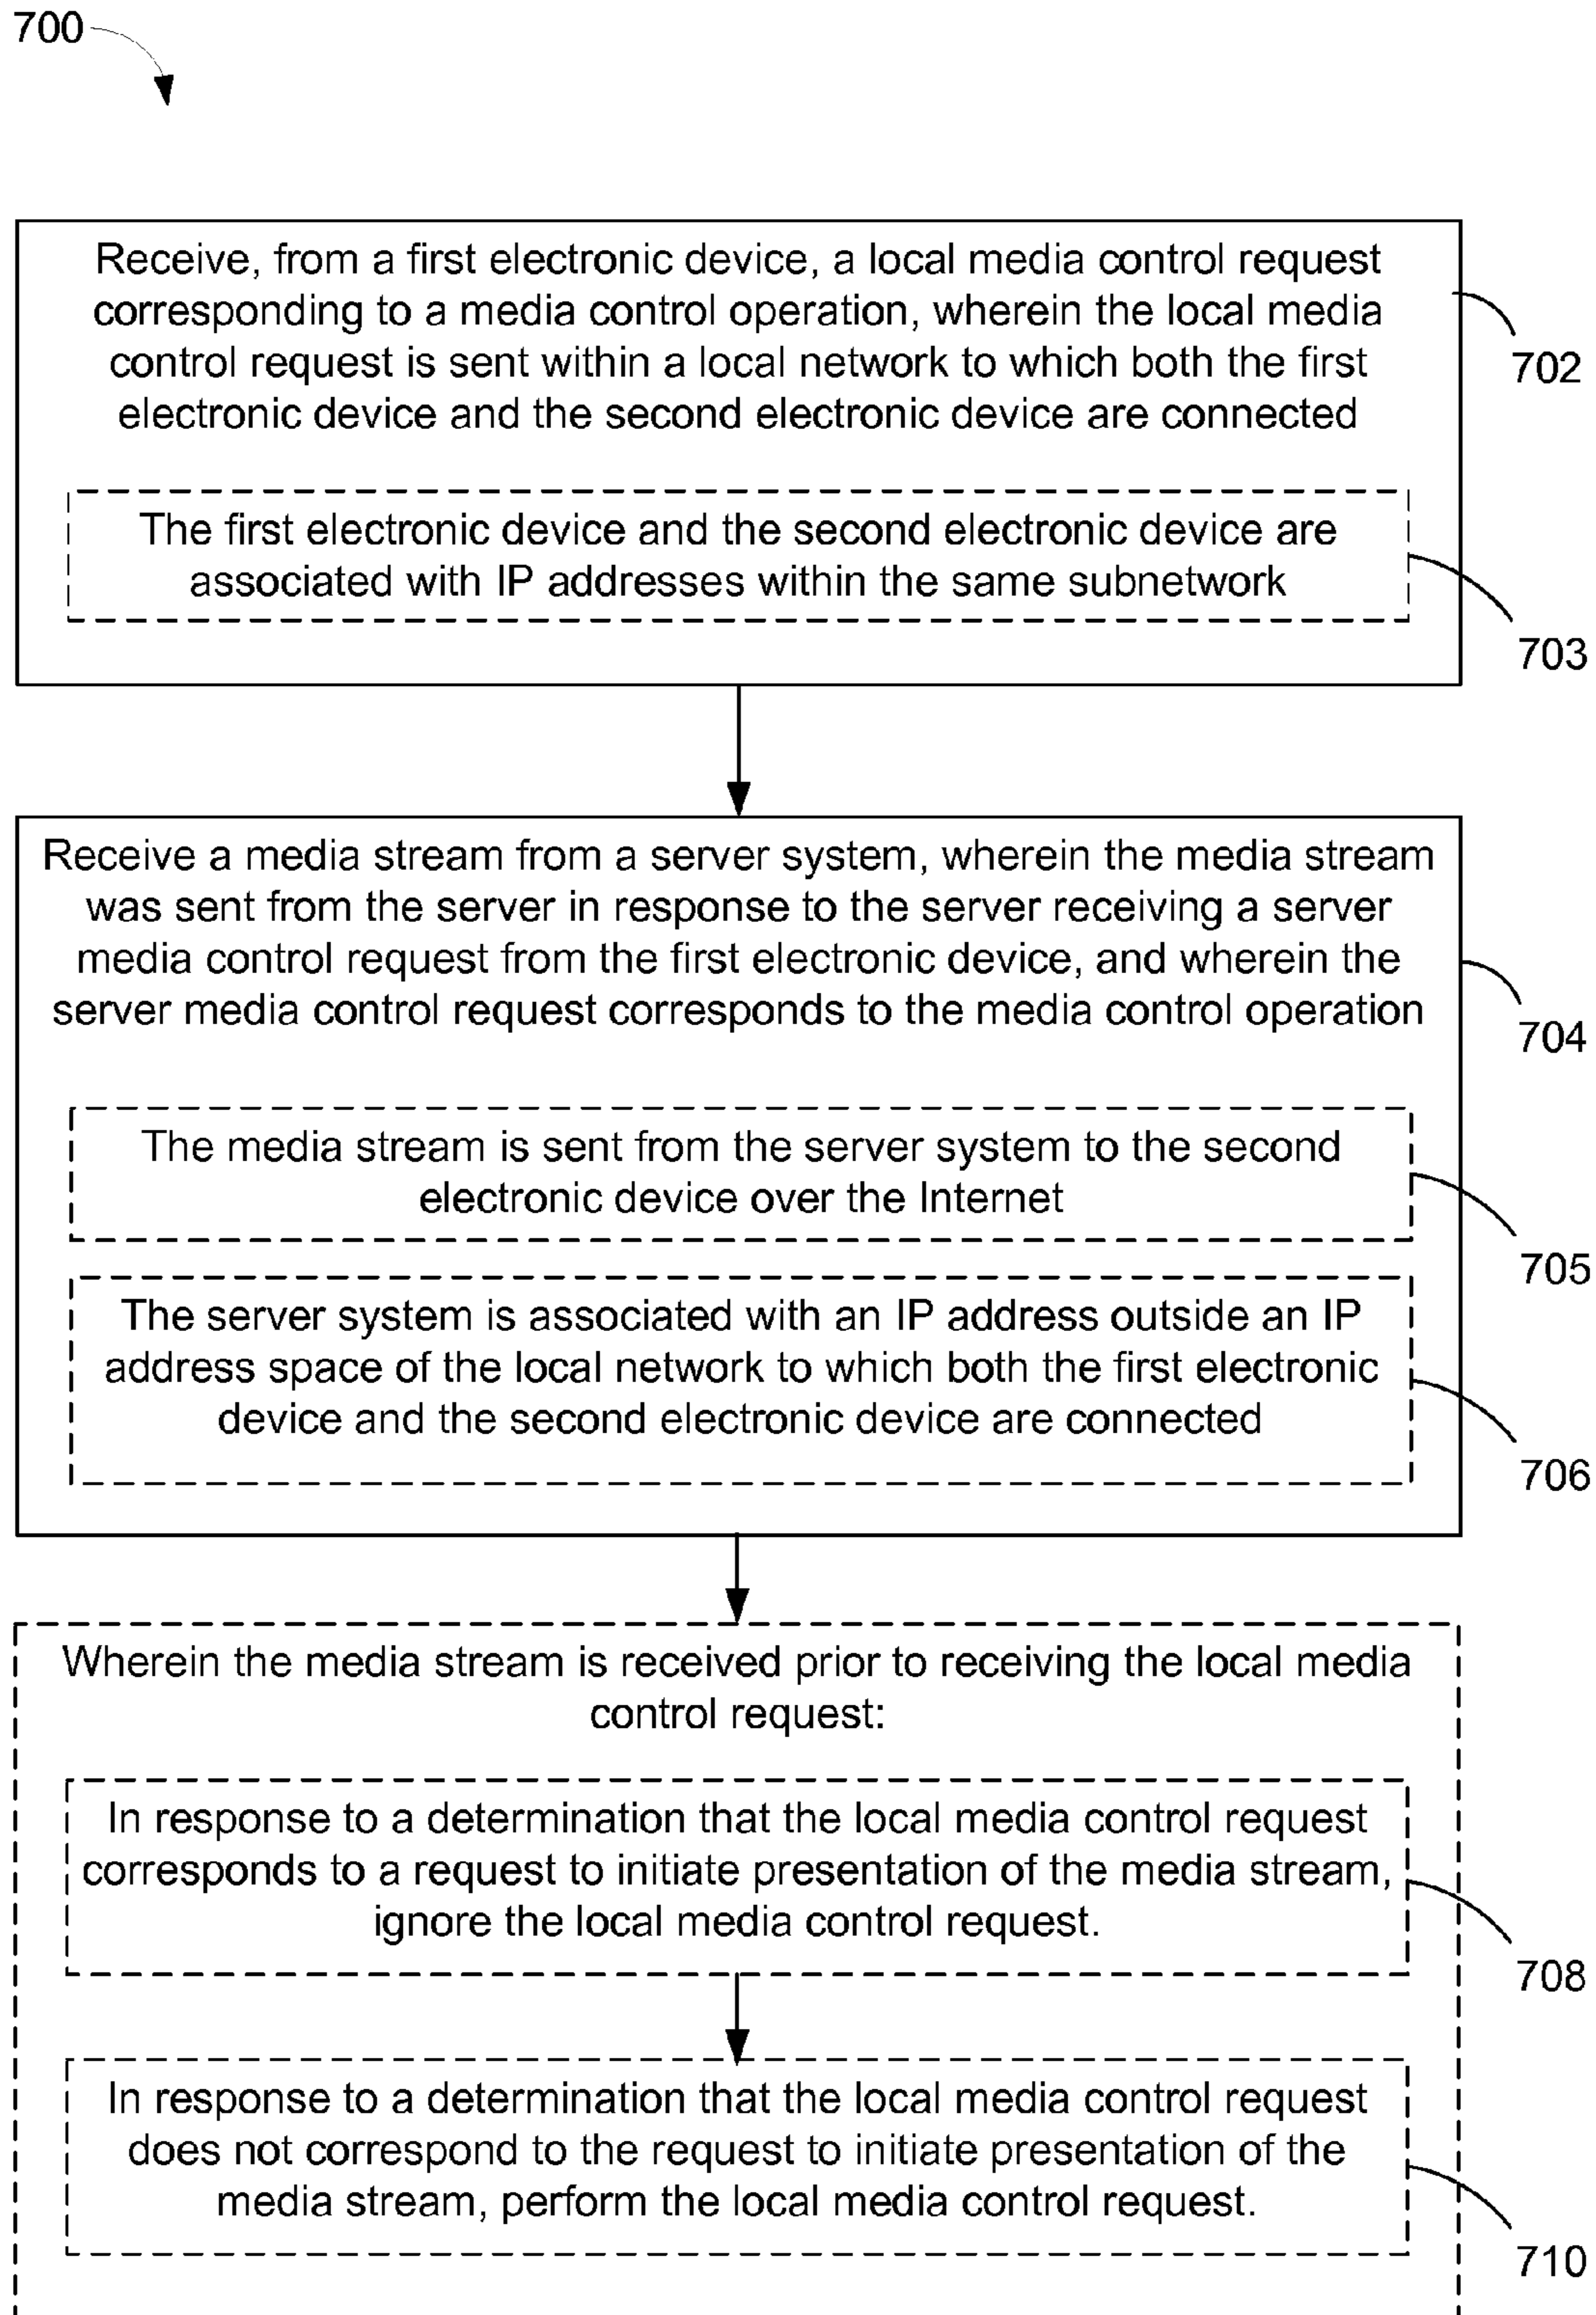 700
Receive, from a first electronic device, a local media control request
corresponding to a media control operation, wherein the local media
control request is sent within a local network to which both the first
electronic device and the second electronic device are connected
702
The first electronic device and the second electronic device are
associated with IP addresses within the same subnetwork
703
Receive a media stream from a server system, wherein the media stream
was sent from the server in response to the server receiving a server
media control request from the first electronic device, and wherein the
server media control request corresponds to the media control operation
704
The media stream is sent from the server system to the second
electronic device over the Internet
705
The server system is associated with an IP address outside an IP
address space of the local network to which both the first electronic
device and the second electronic device are connected
706
Wherein the media stream is received prior to receiving the local media
control request:
In response to a determination that the local media control request
corresponds to a request to initiate presentation of the media stream,
ignore the local media control request.
708
In response to a determination that the local media control request
does not correspond to the request to initiate presentation of the
media stream, perform the local media control request.
710